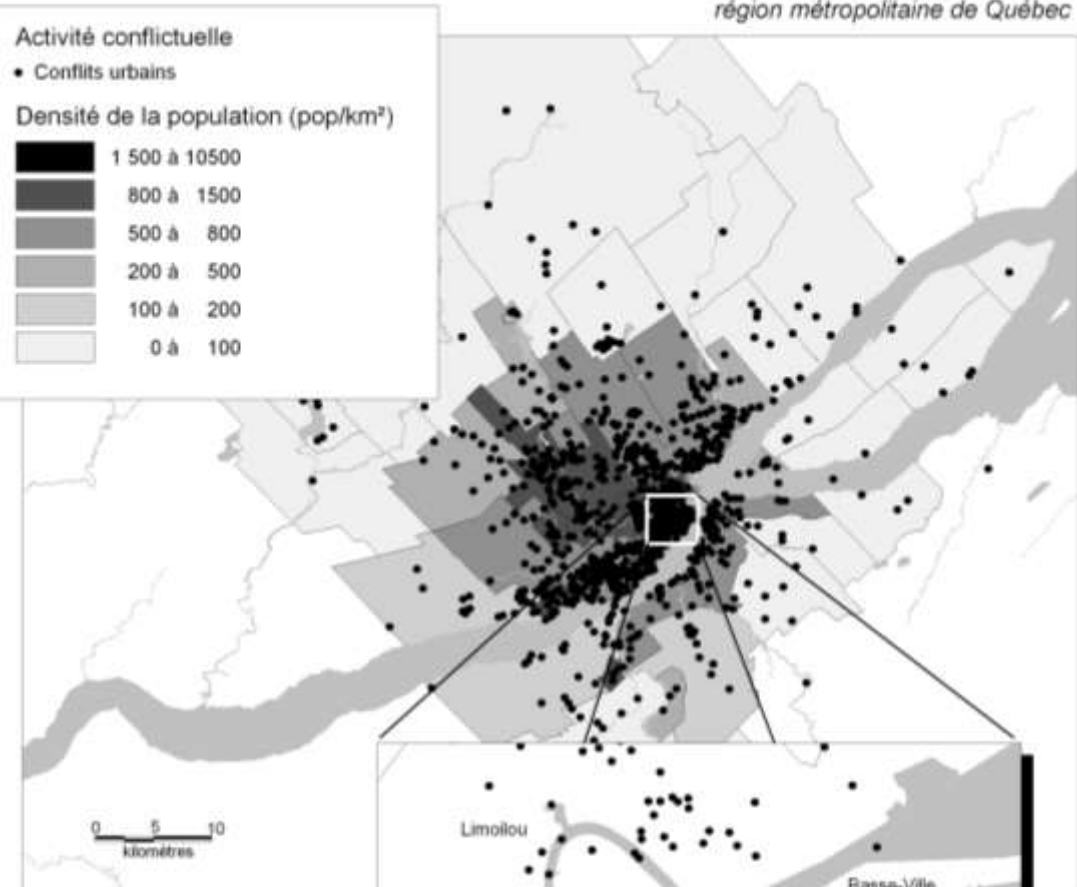 région métropolitaine de Québec
Activité conflictuelle
Conflits urbains
Densité de la population (pop/km²)
1 500 à 10500
800 à 1500
500 à 800
200 à 500
100 à 200
0 à 100
0 5 10
kilomètres
Limoilou
Basse-Ville